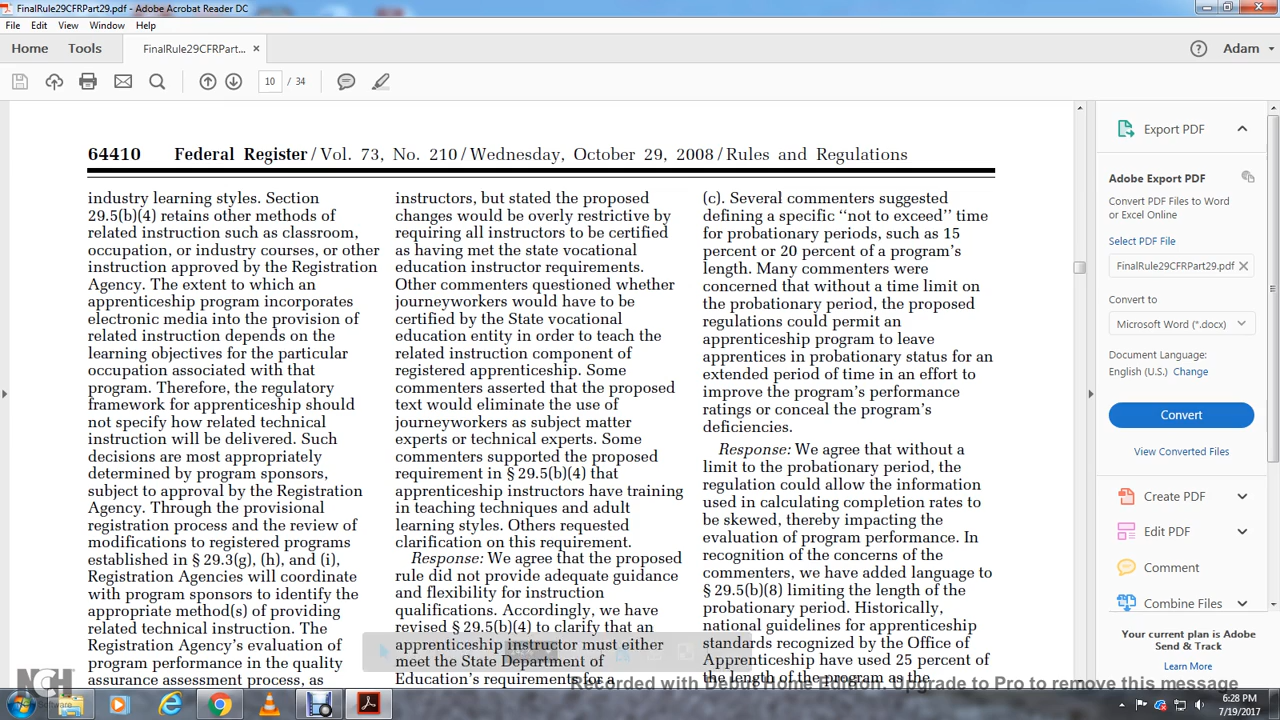 FinalRule29CFRPart29.pdf - Adobe Acrobat Reader DC
File Edit View Window Help
Home Tools FinalRule29CFRPart... × Adam
10 / 34
64410 Federal Register / Vol. 73, No. 210 / Wednesday, October 29, 2008 / Rules and Regulations
industry learning styles. Section
29.5(b)(4) retains other methods of
related instruction such as classroom,
occupation, or industry courses, or other
instruction approved by the Registration
Agency. The extent to which an
apprenticeship program incorporates
electronic media into the provision of
related instruction depends on the
learning objectives for the particular
occupation associated with that
program. Therefore, the regulatory
framework for apprenticeship should
not specify how related technical
instruction will be delivered. Such
decisions are most appropriately
determined by program sponsors,
subject to approval by the Registration
Agency. Through the provisional
registration process and the review of
modifications to registered programs
established in § 29.3(g), (h), and (i),
Registration Agencies will coordinate
with program sponsors to identify the
appropriate method(s) of providing
related technical instruction. The
Registration Agency's evaluation of
program performance in the quality
assurance assessment process, as
instructors, but stated the proposed
changes would be overly restrictive by
requiring all instructors to be certified
as having met the state vocational
education instructor requirements.
Other commenters questioned whether
journeyworkers would have to be
certified by the State vocational
education entity in order to teach the
related instruction component of
registered apprenticeship. Some
commenters asserted that the proposed
text would eliminate the use of
journeyworkers as subject matter
experts or technical experts. Some
commenters supported the proposed
requirement in § 29.5(b)(4) that
apprenticeship instructors have training
in teaching techniques and adult
learning styles. Others requested
clarification on this requirement.
Response: We agree that the proposed
rule did not provide adequate guidance
and flexibility for instruction
qualifications. Accordingly, we have
revised § 29.5(b)(4) to clarify that an
apprenticeship instructor must either
meet the State Department of
Education's requirements for a
(c). Several commenters suggested
defining a specific ‘‘not to exceed’’ time
for probationary periods, such as 15
percent or 20 percent of a program's
length. Many commenters were
concerned that without a time limit on
the probationary period, the proposed
regulations could permit an
apprenticeship program to leave
apprentices in probationary status for an
extended period of time in an effort to
improve the program's performance
ratings or conceal the program's
deficiencies.
Response: We agree that without a
limit to the probationary period, the
regulation could allow the information
used in calculating completion rates to
be skewed, thereby impacting the
evaluation of program performance. In
recognition of the concerns of the
commenters, we have added language to
§ 29.5(b)(8) limiting the length of the
probationary period. Historically,
national guidelines for apprenticeship
standards recognized by the Office of
Apprenticeship have used 25 percent of
the length of the program as the
Export PDF
Adobe Export PDF
Convert PDF Files to Word
or Excel Online
Select PDF File
FinalRule29CFRPart29.pdf ×
Convert to
Microsoft Word (*.docx)
Document Language:
English (U.S.) Change
Convert
View Converted Files
Create PDF
Edit PDF
Comment
Combine Files
Your current plan is Adobe
Send & Track
Learn More
Recorded with Debut Home Edition. Upgrade to Pro to remove this message
NCH Software
6:28 PM
7/19/2017